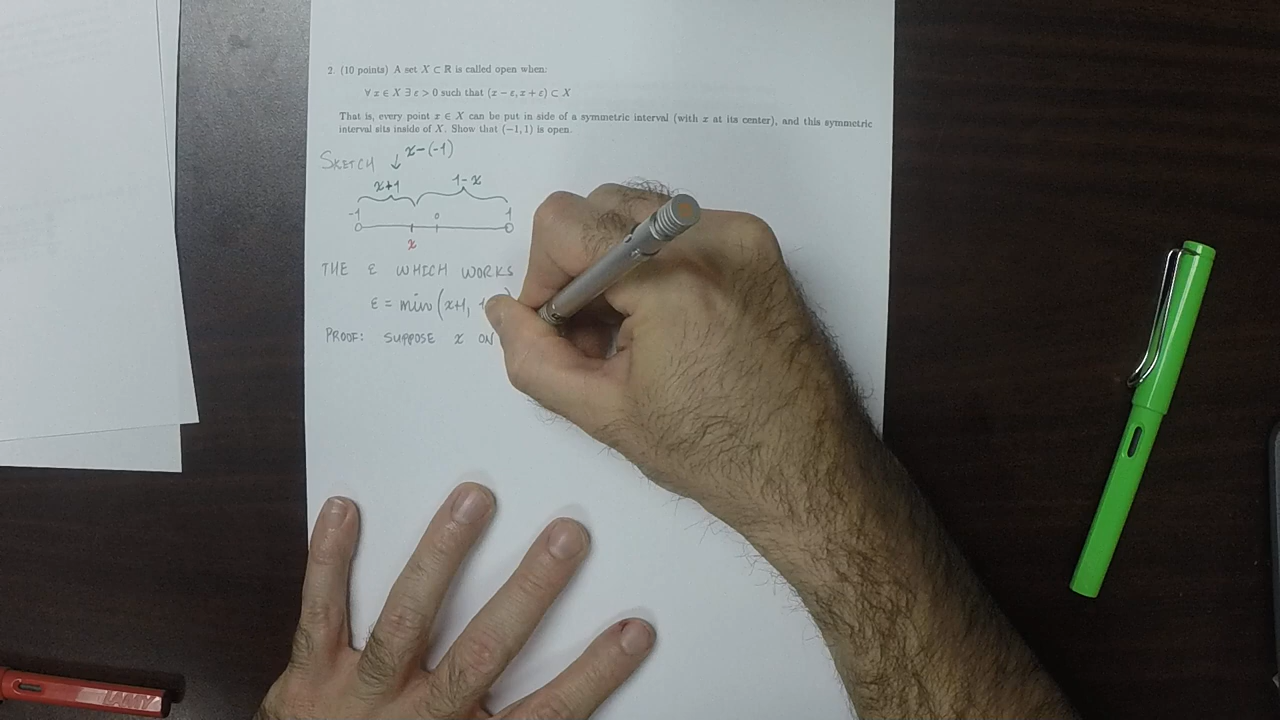 2. (10 points) A set X ⊂ ℝ is called open when:
∀ x ∈ X ∃ ε > 0 such that (x − ε, x + ε) ⊂ X
That is, every point x ∈ X can be put in side of a symmetric interval (with x at its center), and this symmetric
interval sits inside of X. Show that (−1, 1) is open.
SKETCH ↓ x−(−1)
x+1 1−x
−1 0 1
x
THE ε WHICH WORKS
ε = min (x+1, 1
PROOF: SUPPOSE x ON